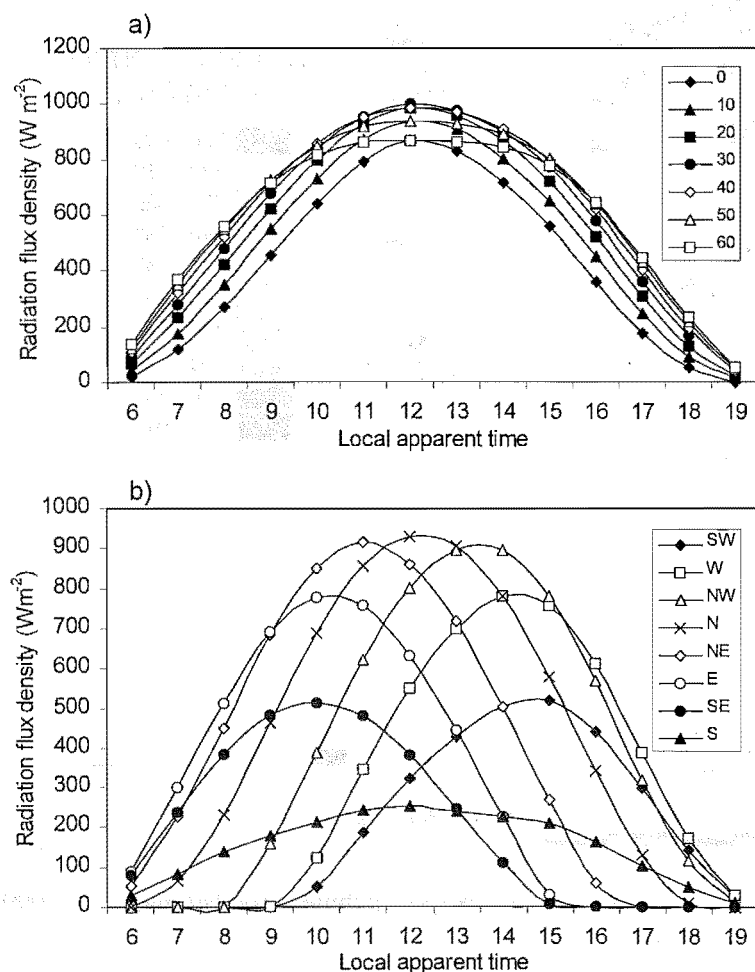 a)
Radiation flux density (W m-2)
1200
1000
800
600
400
200
0
6 7 8 9 10 11 12 13 14 15 16 17 18 19
Local apparent time
0
10
20
30
40
50
60
b)
Radiation flux density (Wm-2)
1000
900
800
700
600
500
400
300
200
100
0
6 7 8 9 10 11 12 13 14 15 16 17 18 19
Local apparent time
SW
W
NW
N
NE
E
SE
S